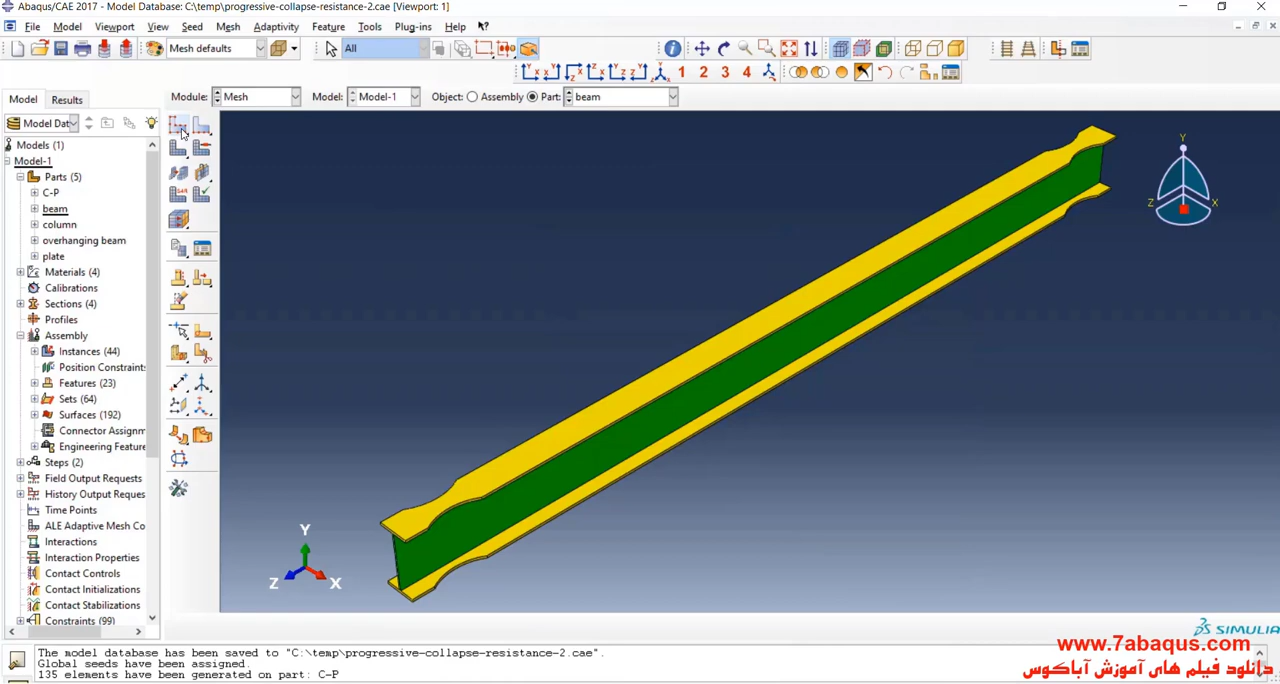 Abaqus/CAE 2017 - Model Database: C:\temp\progressive-collapse-resistance-2.cae [Viewport: 1]
File Model Viewport View Seed Mesh Adaptivity Feature Tools Plug-ins Help
Mesh defaults All
1 2 3 4
Model Results Module: Mesh Model: Model-1 Object: Assembly Part: beam
Model Dat
Models (1)
Model-1
Parts (5)
C-P
beam
column
overhanging beam
plate
Materials (4)
Calibrations
Sections (4)
Profiles
Assembly
Instances (44)
Position Constraint
Features (23)
Sets (64)
Surfaces (192)
Connector Assignm
Engineering Feature
Steps (2)
Field Output Requests
History Output Reques
Time Points
ALE Adaptive Mesh Co
Interactions
Interaction Properties
Contact Controls
Contact Initializations
Contact Stabilizations
Constraints (99)
Y
Z X
Y
Z X
SIMULIA
www.7abaqus.com
دانلود فیلم های آموزش آباکوس
The model database has been saved to "C:\temp\progressive-collapse-resistance-2.cae".
Global seeds have been assigned.
135 elements have been generated on part: C-P